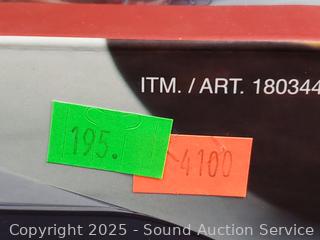 ITM. / ART. 180344
195.
4100
Copyright © 2025 - Sound Auction Service